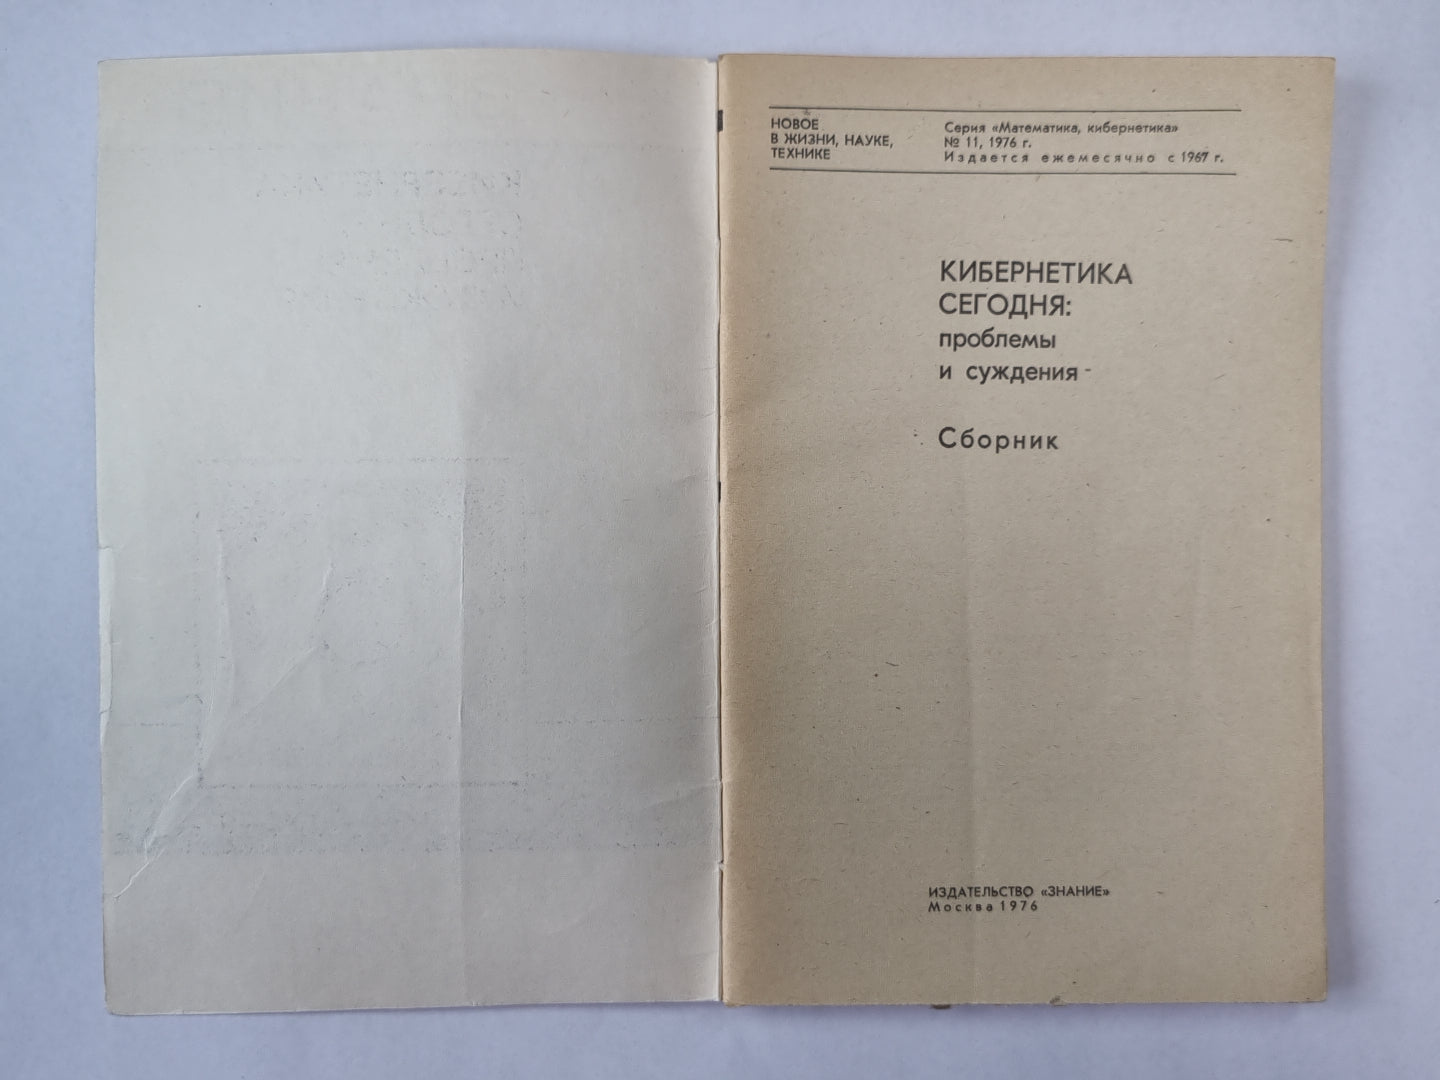 НОВОЕ
В ЖИЗНИ, НАУКЕ,
ТЕХНИКЕ
Серия «Математика, кибернетика»
№ 11, 1976 г.
Издается ежемесячно с 1967 г.
КИБЕРНЕТИКА
СЕГОДНЯ:
проблемы
и суждения
Сборник
ИЗДАТЕЛЬСТВО «ЗНАНИЕ»
Москва 1976